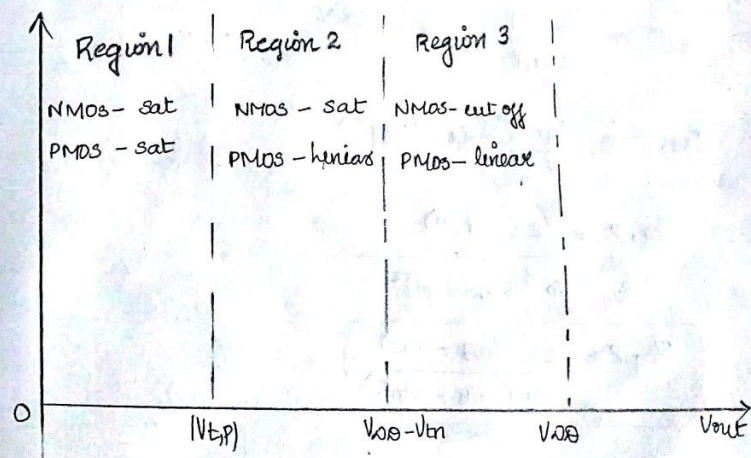 Region 1 Region 2 Region 3
NMOS - sat NMOS - sat NMOS - cut off
PMOS - sat PMOS - linear PMOS - linear
0 |Vt,p| VDD - Vtn VDD Vout